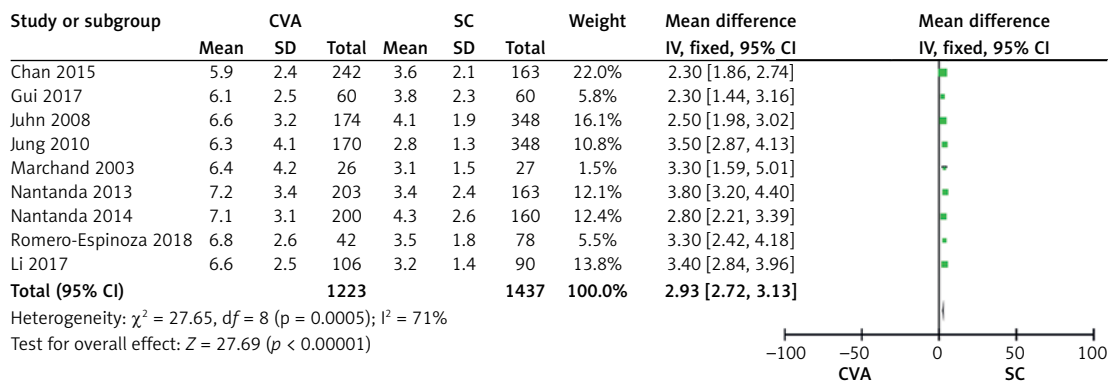 Study or subgroup CVA SC Weight Mean difference Mean difference
Mean SD Total Mean SD Total IV, fixed, 95% CI IV, fixed, 95% CI
Chan 2015 5.9 2.4 242 3.6 2.1 163 22.0% 2.30 [1.86, 2.74]
Gui 2017 6.1 2.5 60 3.8 2.3 60 5.8% 2.30 [1.44, 3.16]
Juhn 2008 6.6 3.2 174 4.1 1.9 348 16.1% 2.50 [1.98, 3.02]
Jung 2010 6.3 4.1 170 2.8 1.3 348 10.8% 3.50 [2.87, 4.13]
Marchand 2003 6.4 4.2 26 3.1 1.5 27 1.5% 3.30 [1.59, 5.01]
Nantanda 2013 7.2 3.4 203 3.4 2.4 163 12.1% 3.80 [3.20, 4.40]
Nantanda 2014 7.1 3.1 200 4.3 2.6 160 12.4% 2.80 [2.21, 3.39]
Romero-Espinoza 2018 6.8 2.6 42 3.5 1.8 78 5.5% 3.30 [2.42, 4.18]
Li 2017 6.6 2.5 106 3.2 1.4 90 13.8% 3.40 [2.84, 3.96]
Total (95% CI) 1223 1437 100.0% 2.93 [2.72, 3.13]
Heterogeneity: χ² = 27.65, df = 8 (p = 0.0005); I² = 71%
Test for overall effect: Z = 27.69 (p < 0.00001)
−100 −50 0 50 100
CVA SC